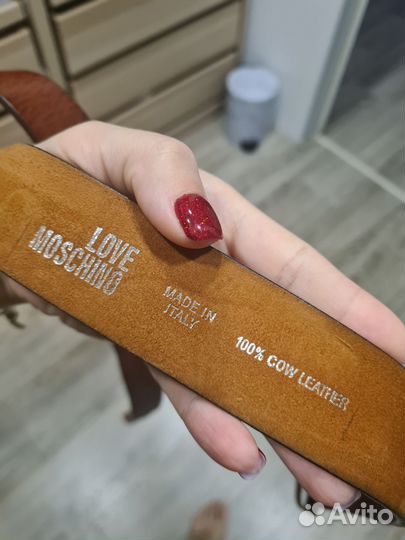 LOVE
MOSCHINO
MADE IN
ITALY
100% COW LEATHER
Avito